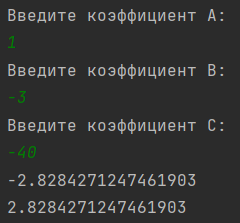 Введите коэффициент A:
1
Введите коэффициент B:
-3
Введите коэффициент C:
-40
-2.8284271247461903
2.8284271247461903